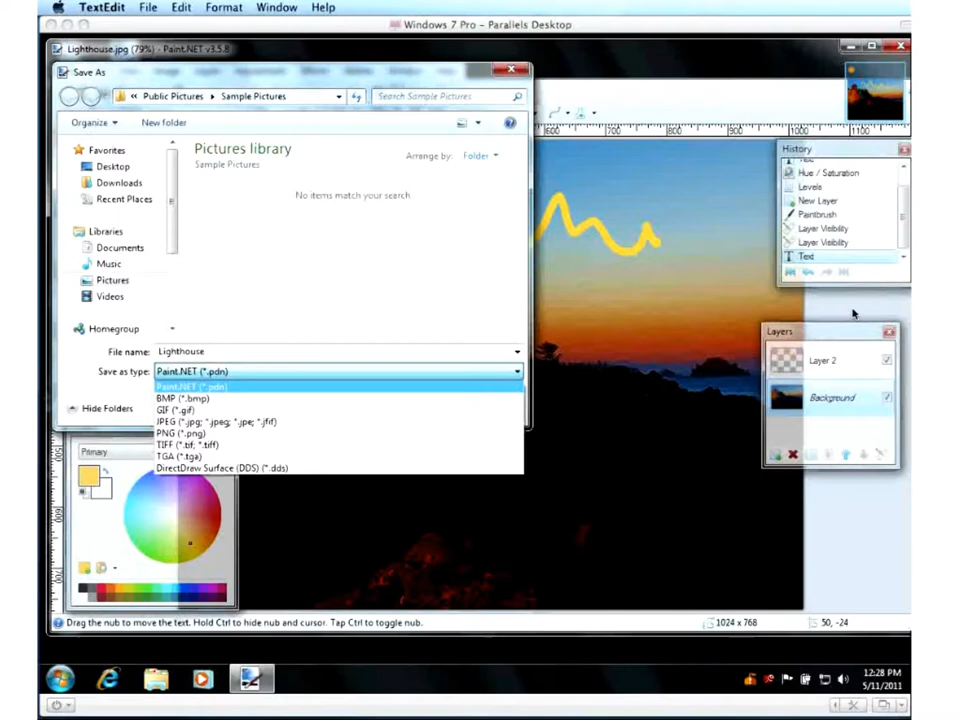 TextEdit File Edit Format Window Help
Windows 7 Pro - Parallels Desktop
Lighthouse.jpg (79%) - Paint.NET v3.5.8
Save As
« Public Pictures Sample Pictures Search Sample Pictures
Organize New folder
Favorites
Desktop
Downloads
Recent Places
Libraries
Documents
Music
Pictures
Videos
Homegroup
Pictures library
Sample Pictures
Arrange by: Folder
No items match your search.
File name: Lighthouse
Save as type: Paint.NET (*.pdn)
Paint.NET (*.pdn)
BMP (*.bmp)
GIF (*.gif)
JPEG (*.jpg; *.jpeg; *.jpe; *.jfif)
PNG (*.png)
TIFF (*.tif; *.tiff)
TGA (*.tga)
DirectDraw Surface (DDS) (*.dds)
Hide Folders
600 700 800 900 1000 1100
History
Text
Hue / Saturation
Levels
New Layer
Paintbrush
Layer Visibility
Layer Visibility
Text
Layers
Layer 2
Background
Primary
500
600
700
Drag the nub to move the text. Hold Ctrl to hide nub and cursor. Tap Ctrl to toggle nub.
1024 x 768
50, -24
12:28 PM
5/11/2011